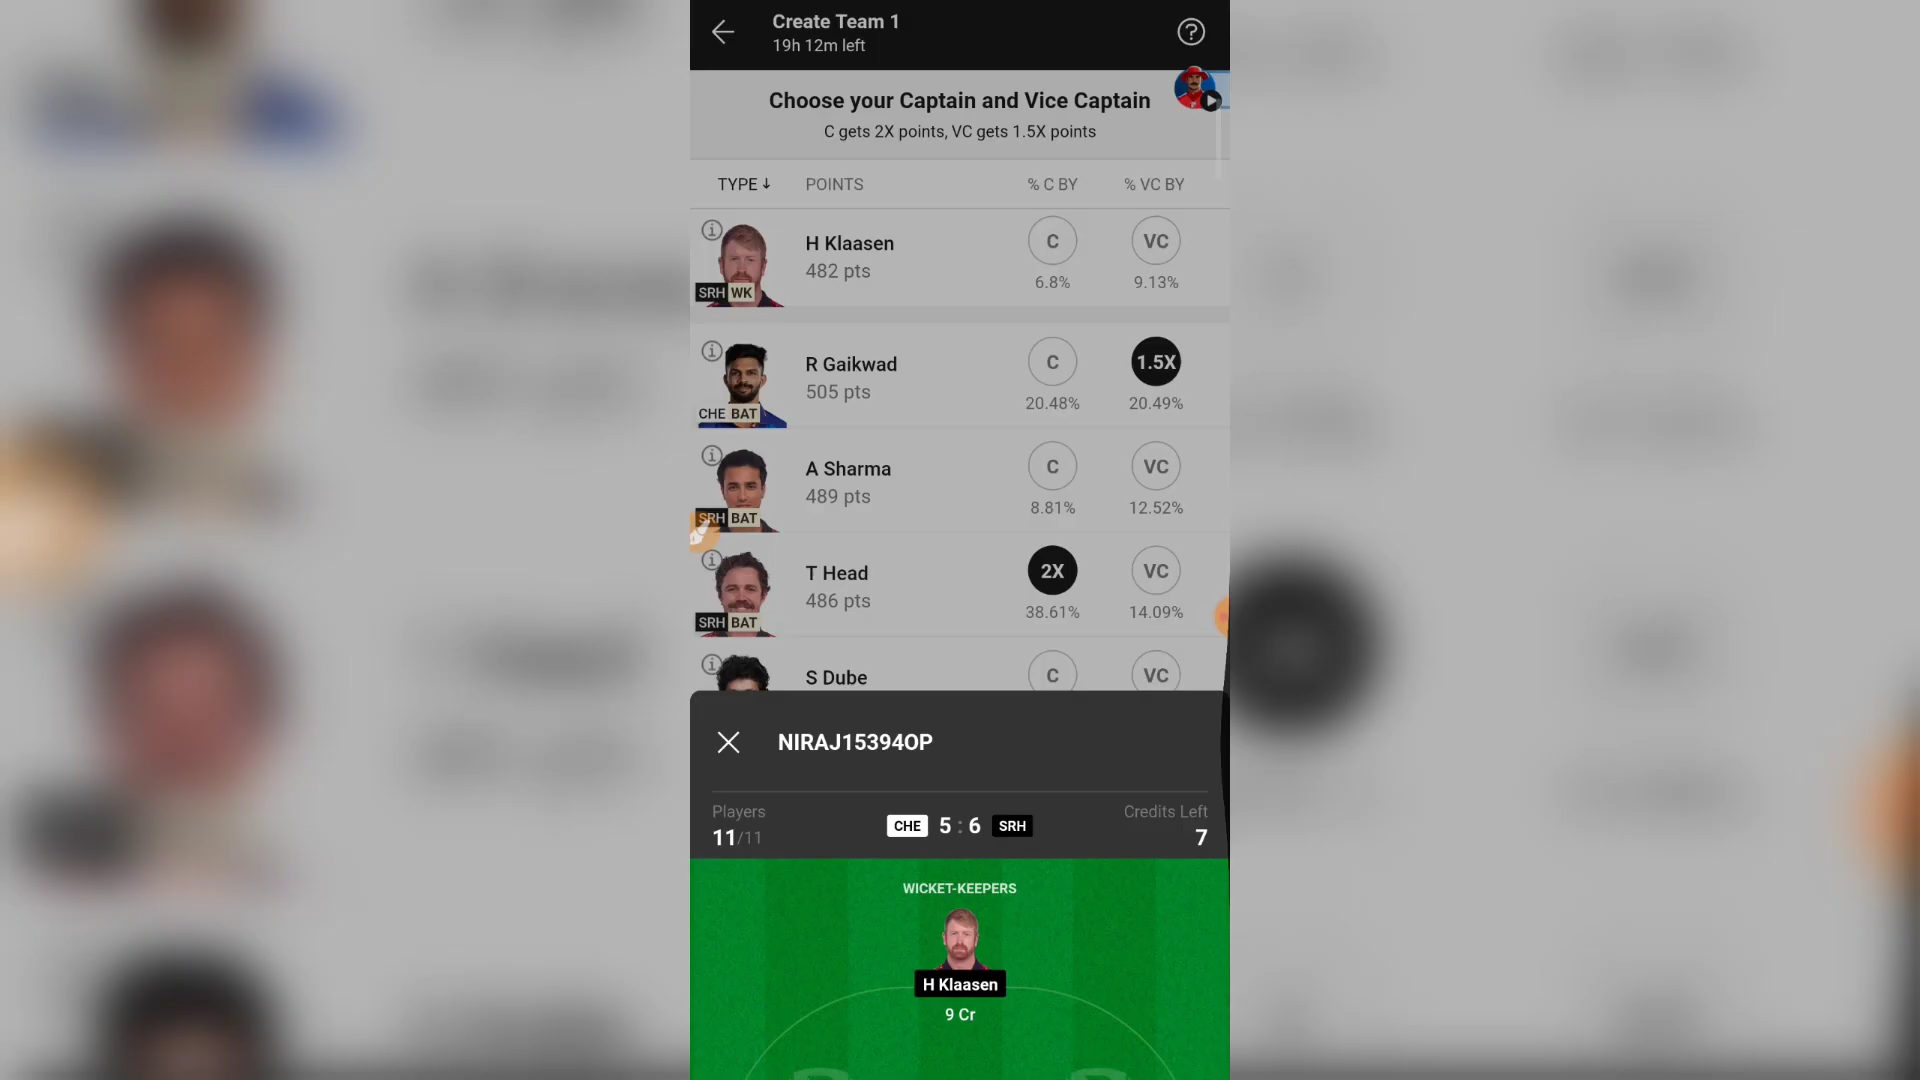 Create Team 1
19h 12m left
Choose your Captain and Vice Captain
C gets 2X points, VC gets 1.5X points
TYPE↓ POINTS % C BY % VC BY
H Klaasen C VC
482 pts
SRH WK 6.8% 9.13%
R Gaikwad C 1.5X
505 pts
CHE BAT 20.48% 20.49%
A Sharma C VC
489 pts
SRH BAT 8.81% 12.52%
T Head 2X VC
486 pts
SRH BAT 38.61% 14.09%
S Dube C VC
NIRAJ15394OP
Players Credits Left
11/11 CHE 5 : 6 SRH 7
WICKET-KEEPERS
H Klaasen
9 Cr